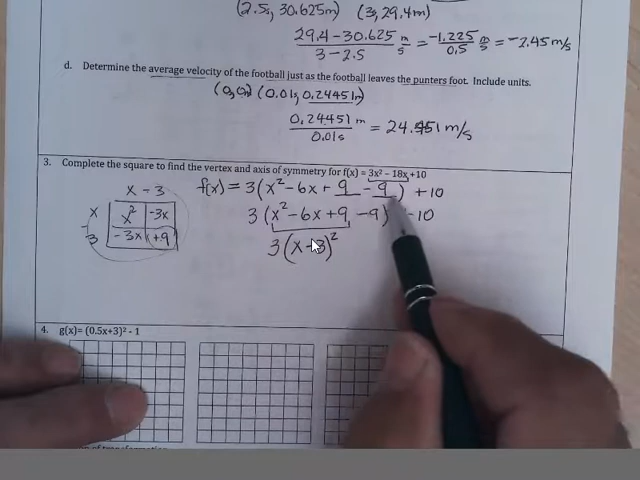 (2.5s, 30.625m) (3s, 29.4m)
29.4 - 30.625 m = -1.225 m = -2.45 m/s
3 - 2.5 s 0.5 s
d. Determine the average velocity of the football just as the football leaves the punters foot. Include units.
(0,0) (0.01s, 0.24451m)
0.24451 m = 24.451 m/s
0.01s
3. Complete the square to find the vertex and axis of symmetry for f(x) = 3x² - 18x + 10
x - 3
f(x) = 3(x² - 6x + 9 - 9) + 10
x x² -3x
3(x² - 6x + 9 - 9) -10
-3 -3x +9
3(x - 3)²
4. g(x)= (0.5x+3)² - 1